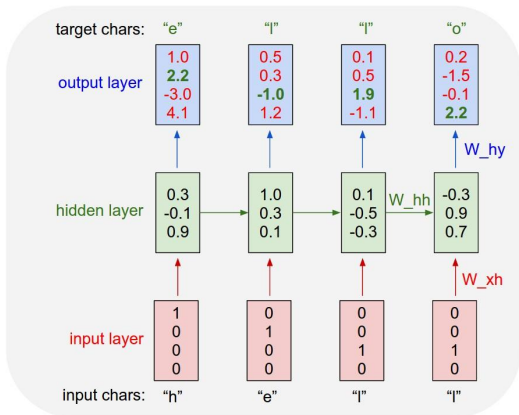 target chars: “e” “l” “l” “o”
output layer
1.0 0.5 0.1 0.2
2.2 0.3 0.5 -1.5
-3.0 -1.0 1.9 -0.1
4.1 1.2 -1.1 2.2
W_hy
hidden layer
0.3 1.0 0.1 -0.3
-0.1 0.3 -0.5 0.9
0.9 0.1 -0.3 0.7
W_hh
W_xh
input layer
1 0 0 0
0 1 0 0
0 0 1 1
0 0 0 0
input chars: “h” “e” “l” “l”